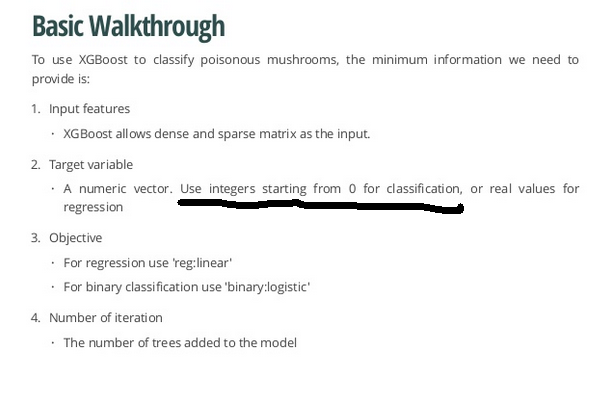 Basic Walkthrough
To use XGBoost to classify poisonous mushrooms, the minimum information we need to
provide is:
1. Input features
· XGBoost allows dense and sparse matrix as the input.
2. Target variable
· A numeric vector. Use integers starting from 0 for classification, or real values for
regression
3. Objective
· For regression use 'reg:linear'
· For binary classification use 'binary:logistic'
4. Number of iteration
· The number of trees added to the model